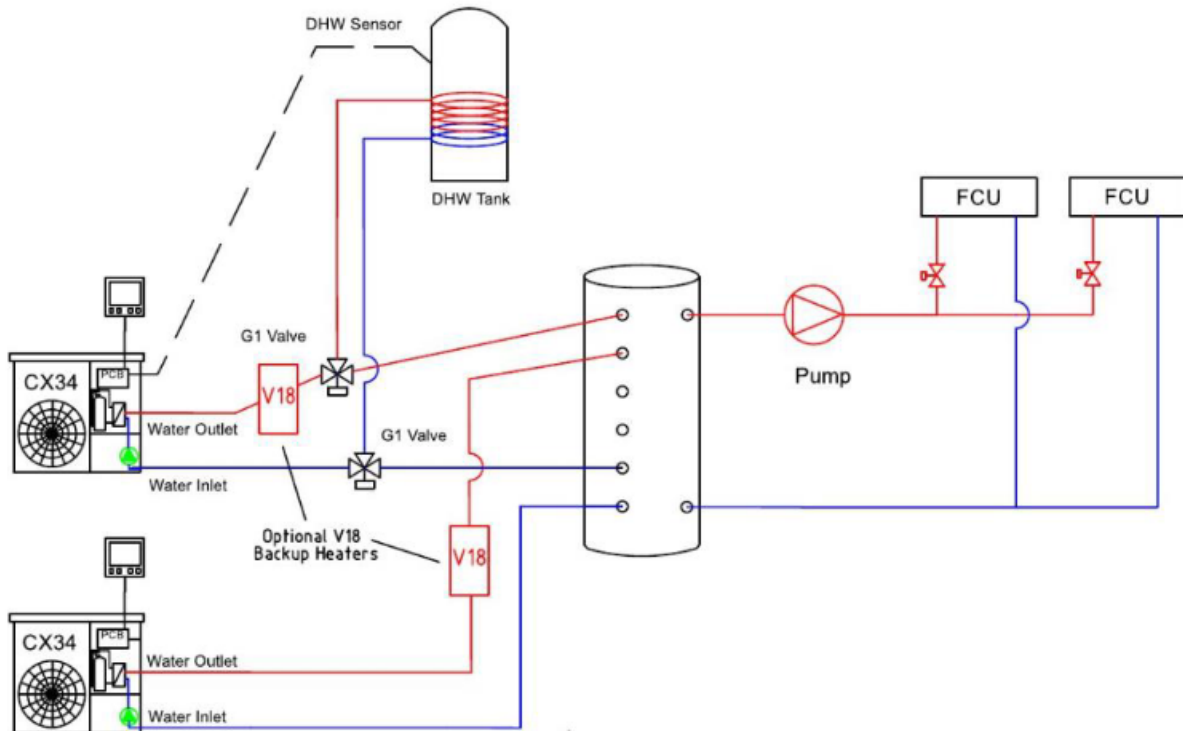 DHW Sensor
DHW Tank
FCU
FCU
G1 Valve
CX34
PCB
V18
Water Outlet
Pump
G1 Valve
Water Inlet
Optional V18
Backup Heaters
V18
CX34
PCB
Water Outlet
Water Inlet